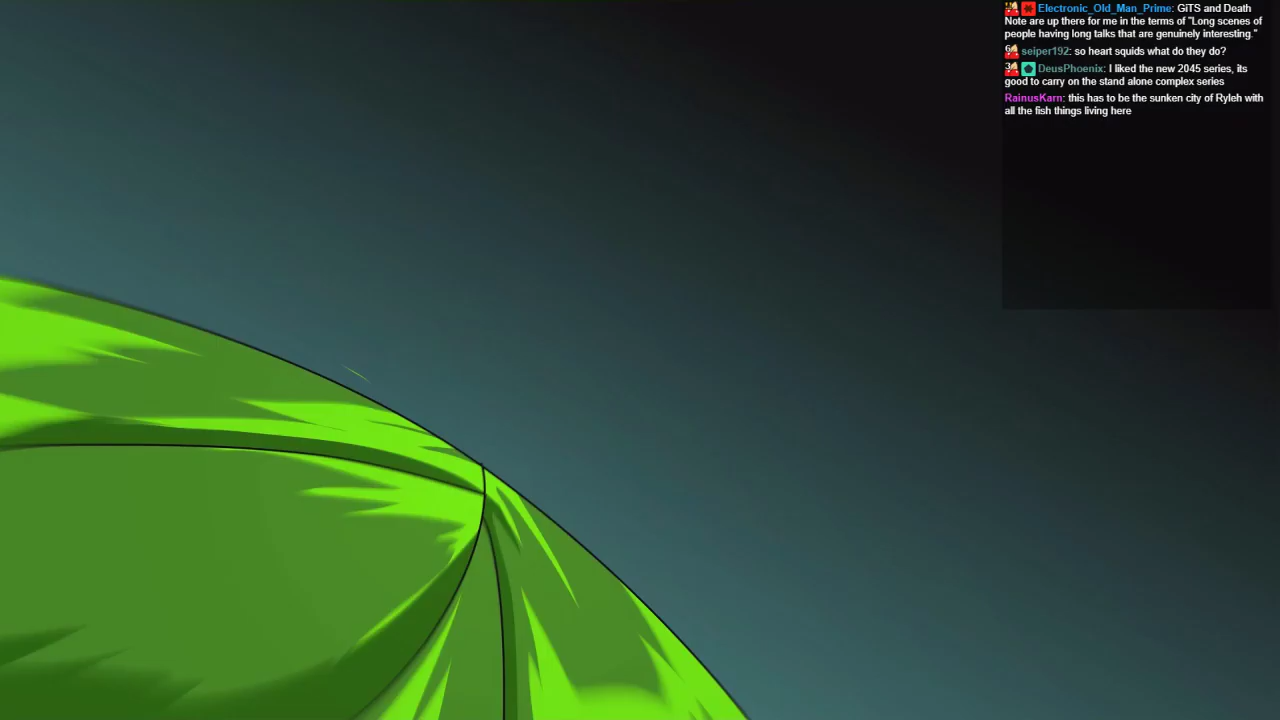 Electronic_Old_Man_Prime: GITS and Death
Note are up there for me in the terms of "Long scenes of
people having long talks that are genuinely interesting."
seiper192: so heart squids what do they do?
DeusPhoenix: I liked the new 2045 series, its
good to carry on the stand alone complex series
RainusKarn: this has to be the sunken city of Ryleh with
all the fish things living here